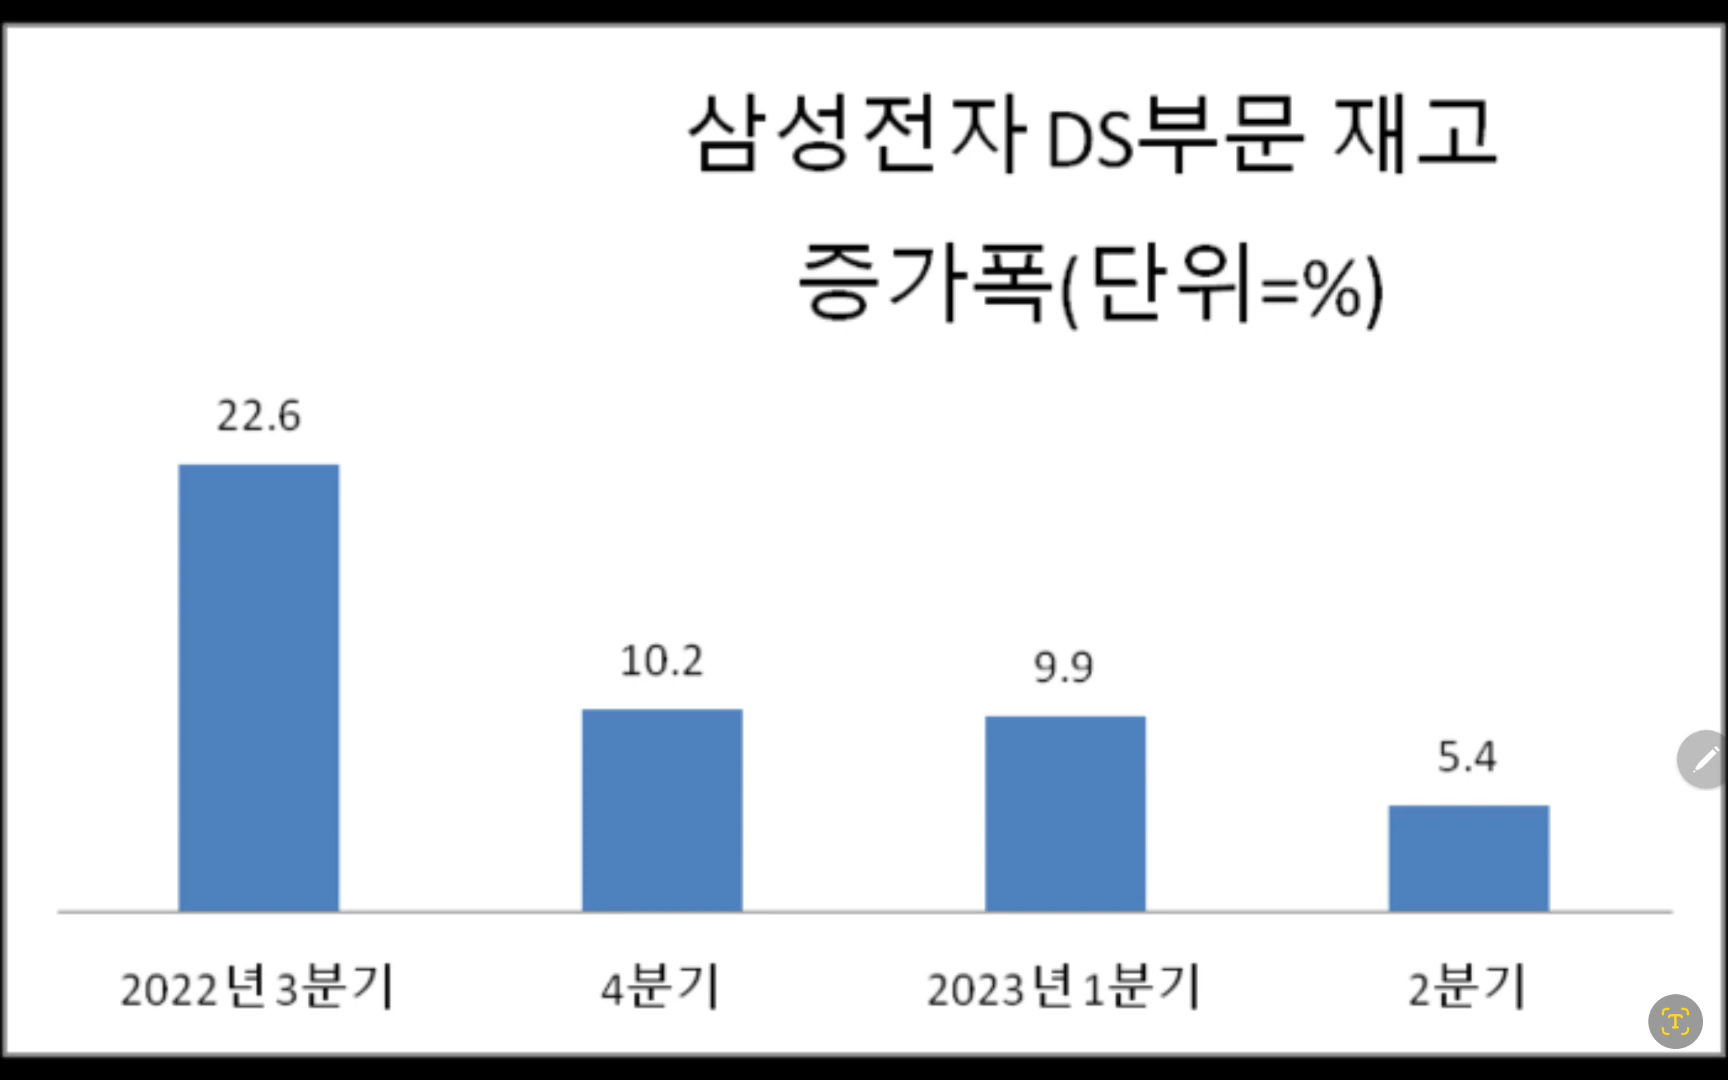 삼성전자 DS부문 재고
증가폭(단위=%)
22.6
10.2
9.9
5.4
2022년 3분기
4분기
2023년 1분기
2분기
T